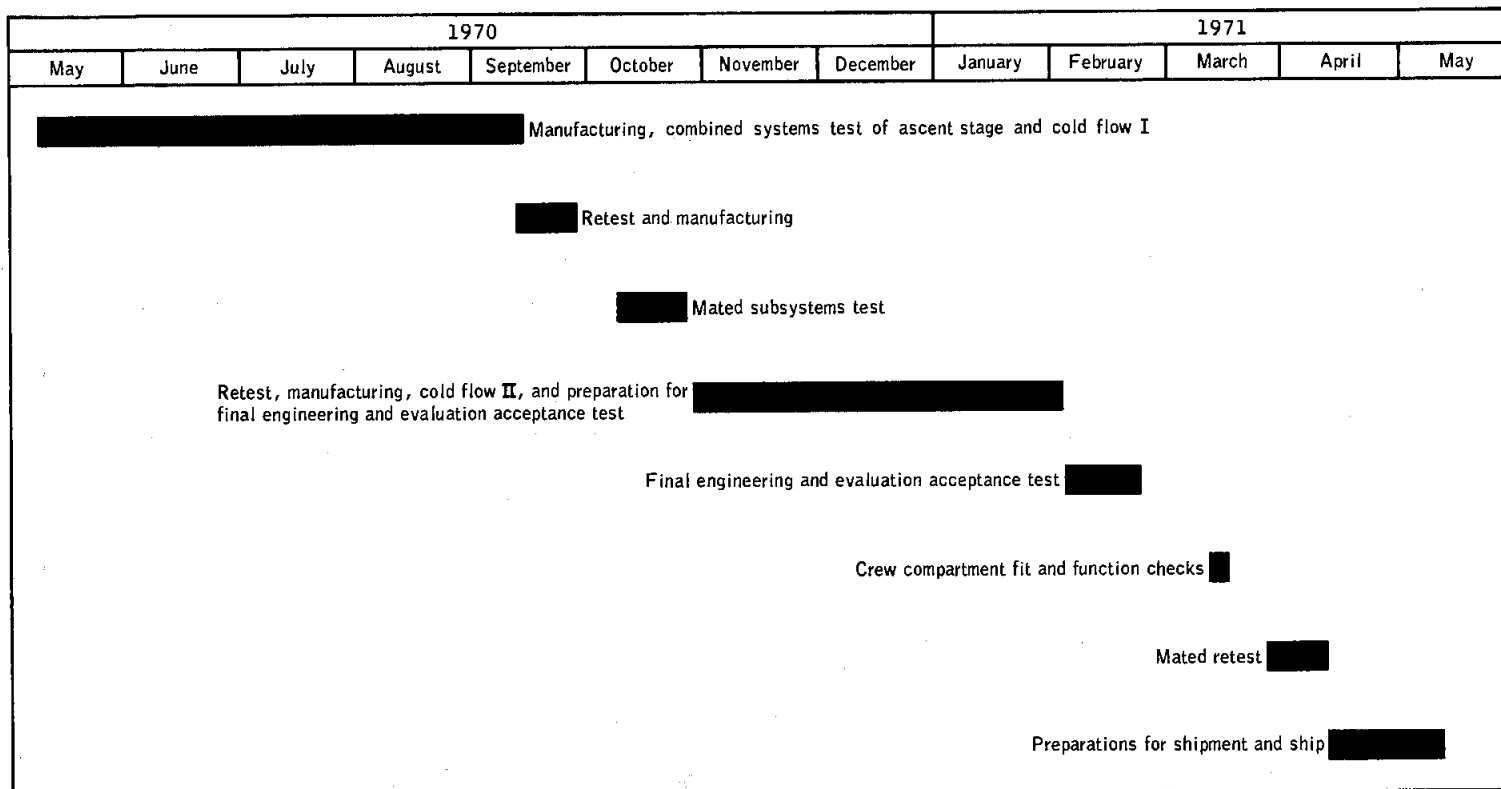 1970
1971
May June July August September October November December January February March April May
Manufacturing, combined systems test of ascent stage and cold flow I
Retest and manufacturing
Mated subsystems test
Retest, manufacturing, cold flow II, and preparation for
final engineering and evaluation acceptance test
Final engineering and evaluation acceptance test
Crew compartment fit and function checks
Mated retest
Preparations for shipment and ship